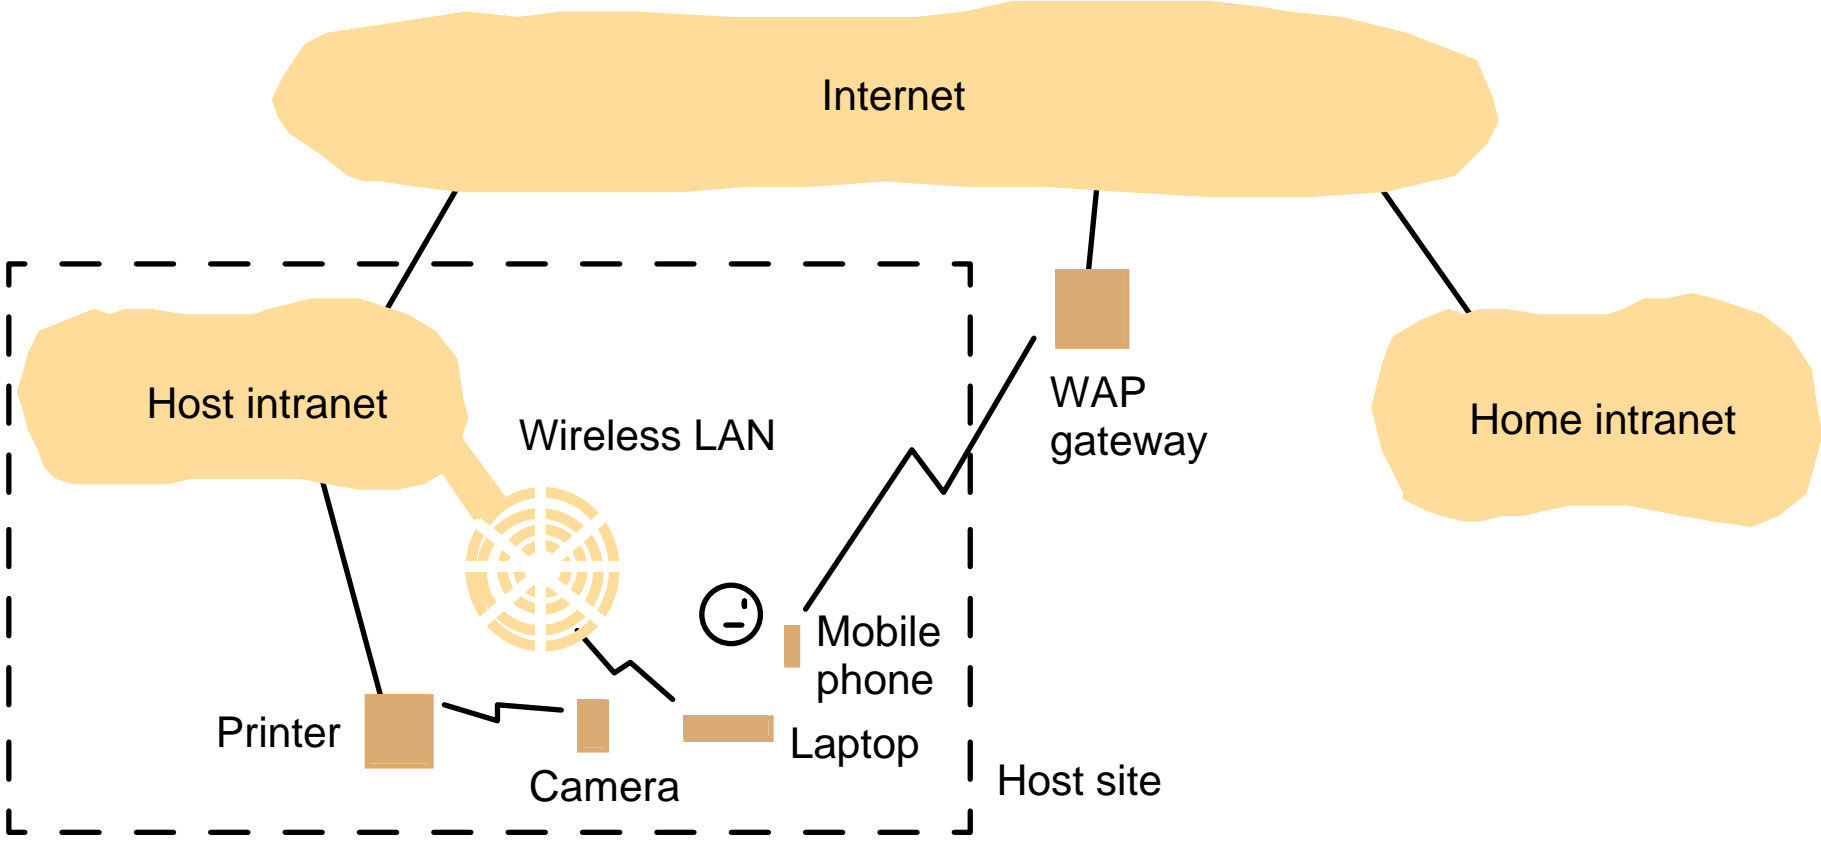 Internet
Host intranet
Wireless LAN
WAP
gateway
Home intranet
Mobile
phone
Printer
Laptop
Camera
Host site